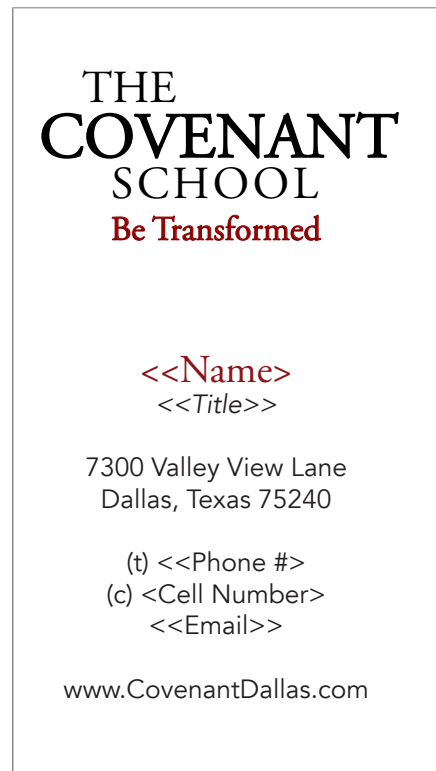 THE
COVENANT
SCHOOL
Be Transformed
<<Name>
<<Title>>
7300 Valley View Lane
Dallas, Texas 75240
(t) <<Phone #>
(c) <Cell Number>
<<Email>>
www.CovenantDallas.com